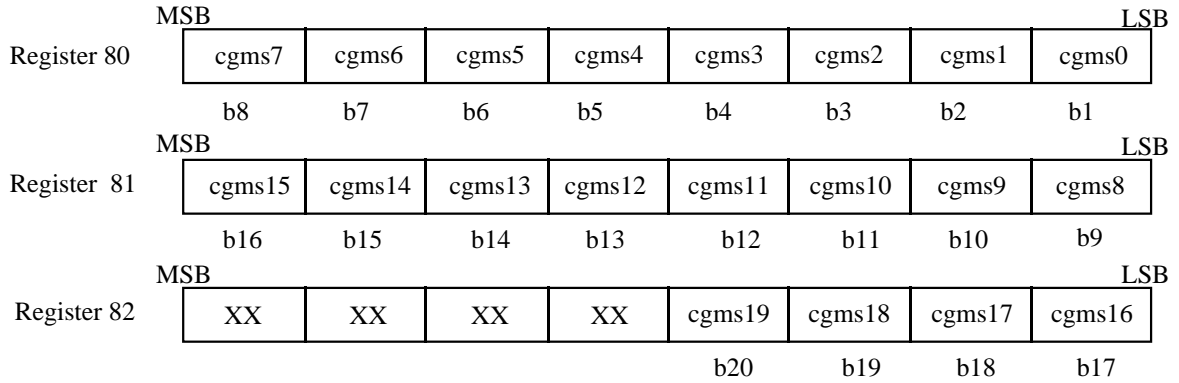 MSB LSB
Register 80 cgms7 cgms6 cgms5 cgms4 cgms3 cgms2 cgms1 cgms0
b8 b7 b6 b5 b4 b3 b2 b1
MSB LSB
Register 81 cgms15 cgms14 cgms13 cgms12 cgms11 cgms10 cgms9 cgms8
b16 b15 b14 b13 b12 b11 b10 b9
MSB LSB
Register 82 XX XX XX XX cgms19 cgms18 cgms17 cgms16
b20 b19 b18 b17